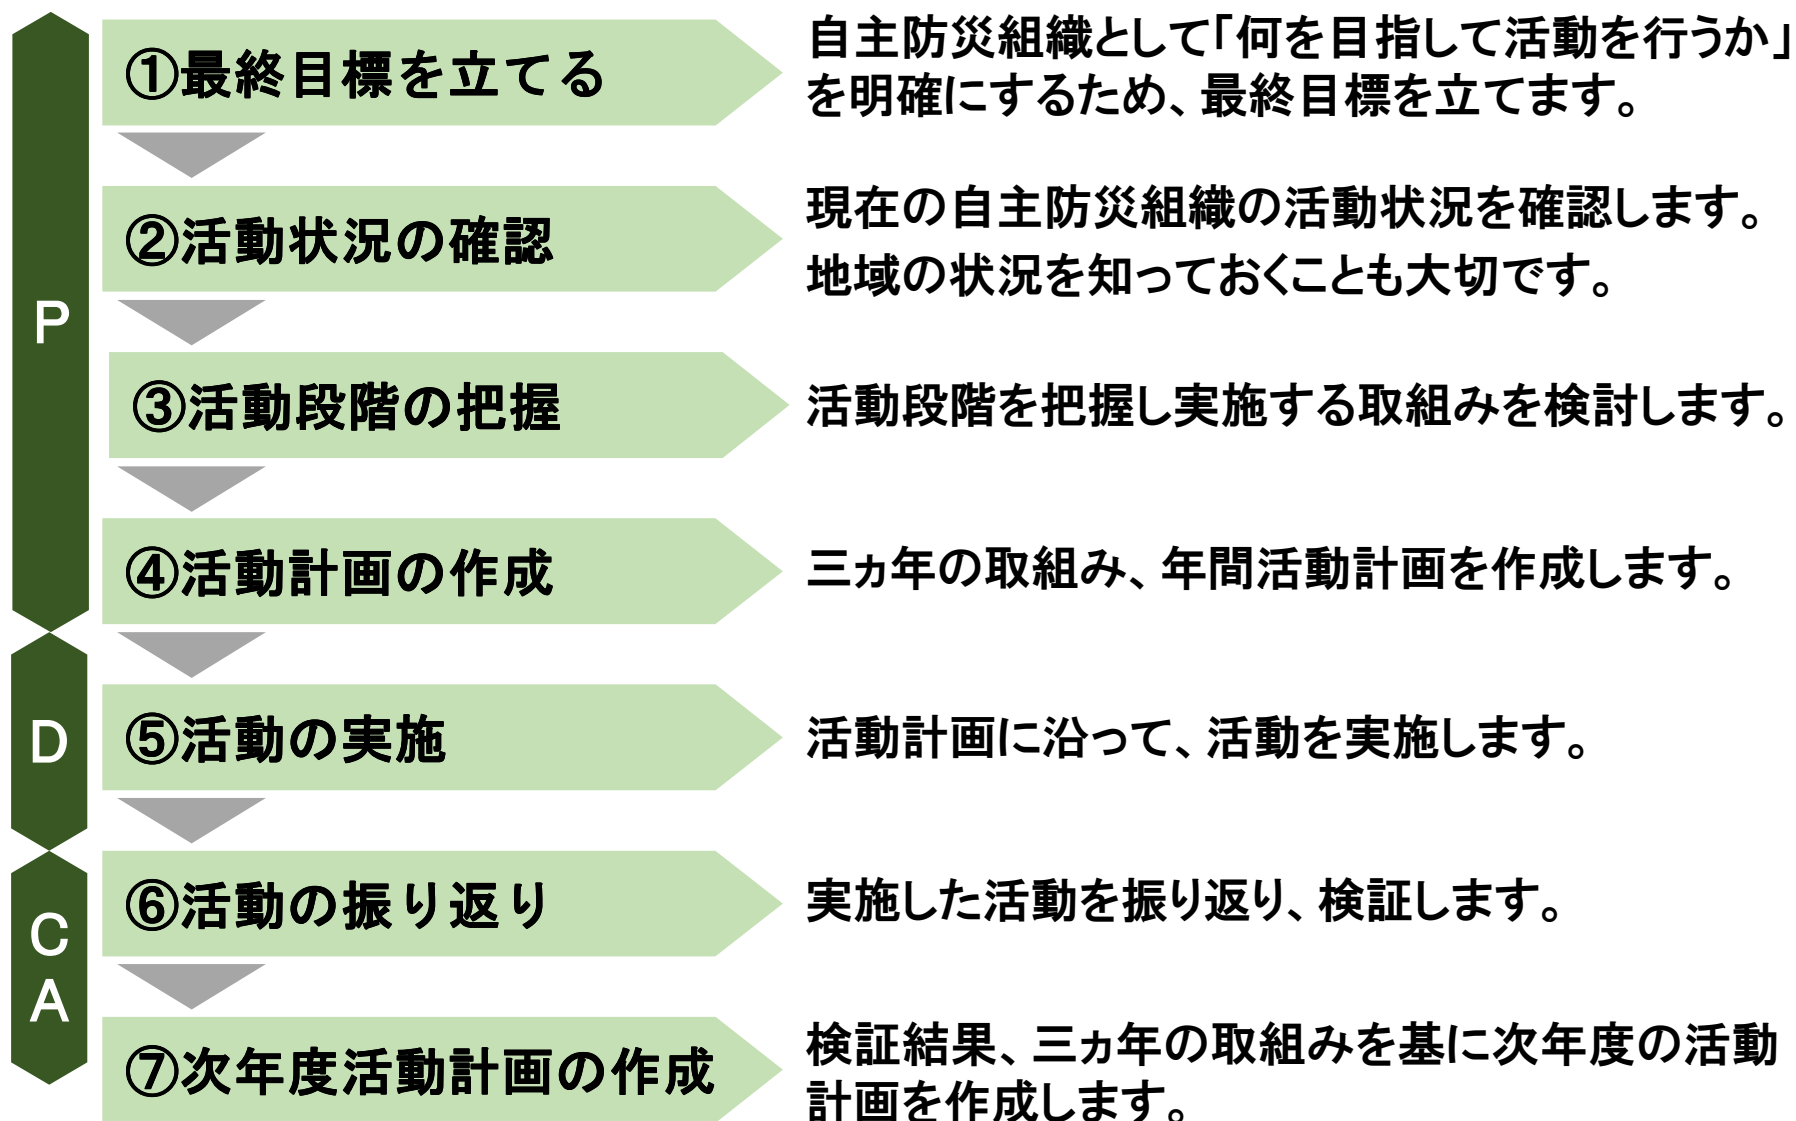 P
①最終目標を立てる
自主防災組織として「何を目指して活動を行うか」
を明確にするため、最終目標を立てます。
②活動状況の確認
現在の自主防災組織の活動状況を確認します。
地域の状況を知っておくことも大切です。
③活動段階の把握
活動段階を把握し実施する取組みを検討します。
④活動計画の作成
三ヵ年の取組み、年間活動計画を作成します。
D
⑤活動の実施
活動計画に沿って、活動を実施します。
C
A
⑥活動の振り返り
実施した活動を振り返り、検証します。
⑦次年度活動計画の作成
検証結果、三ヵ年の取組みを基に次年度の活動
計画を作成します。